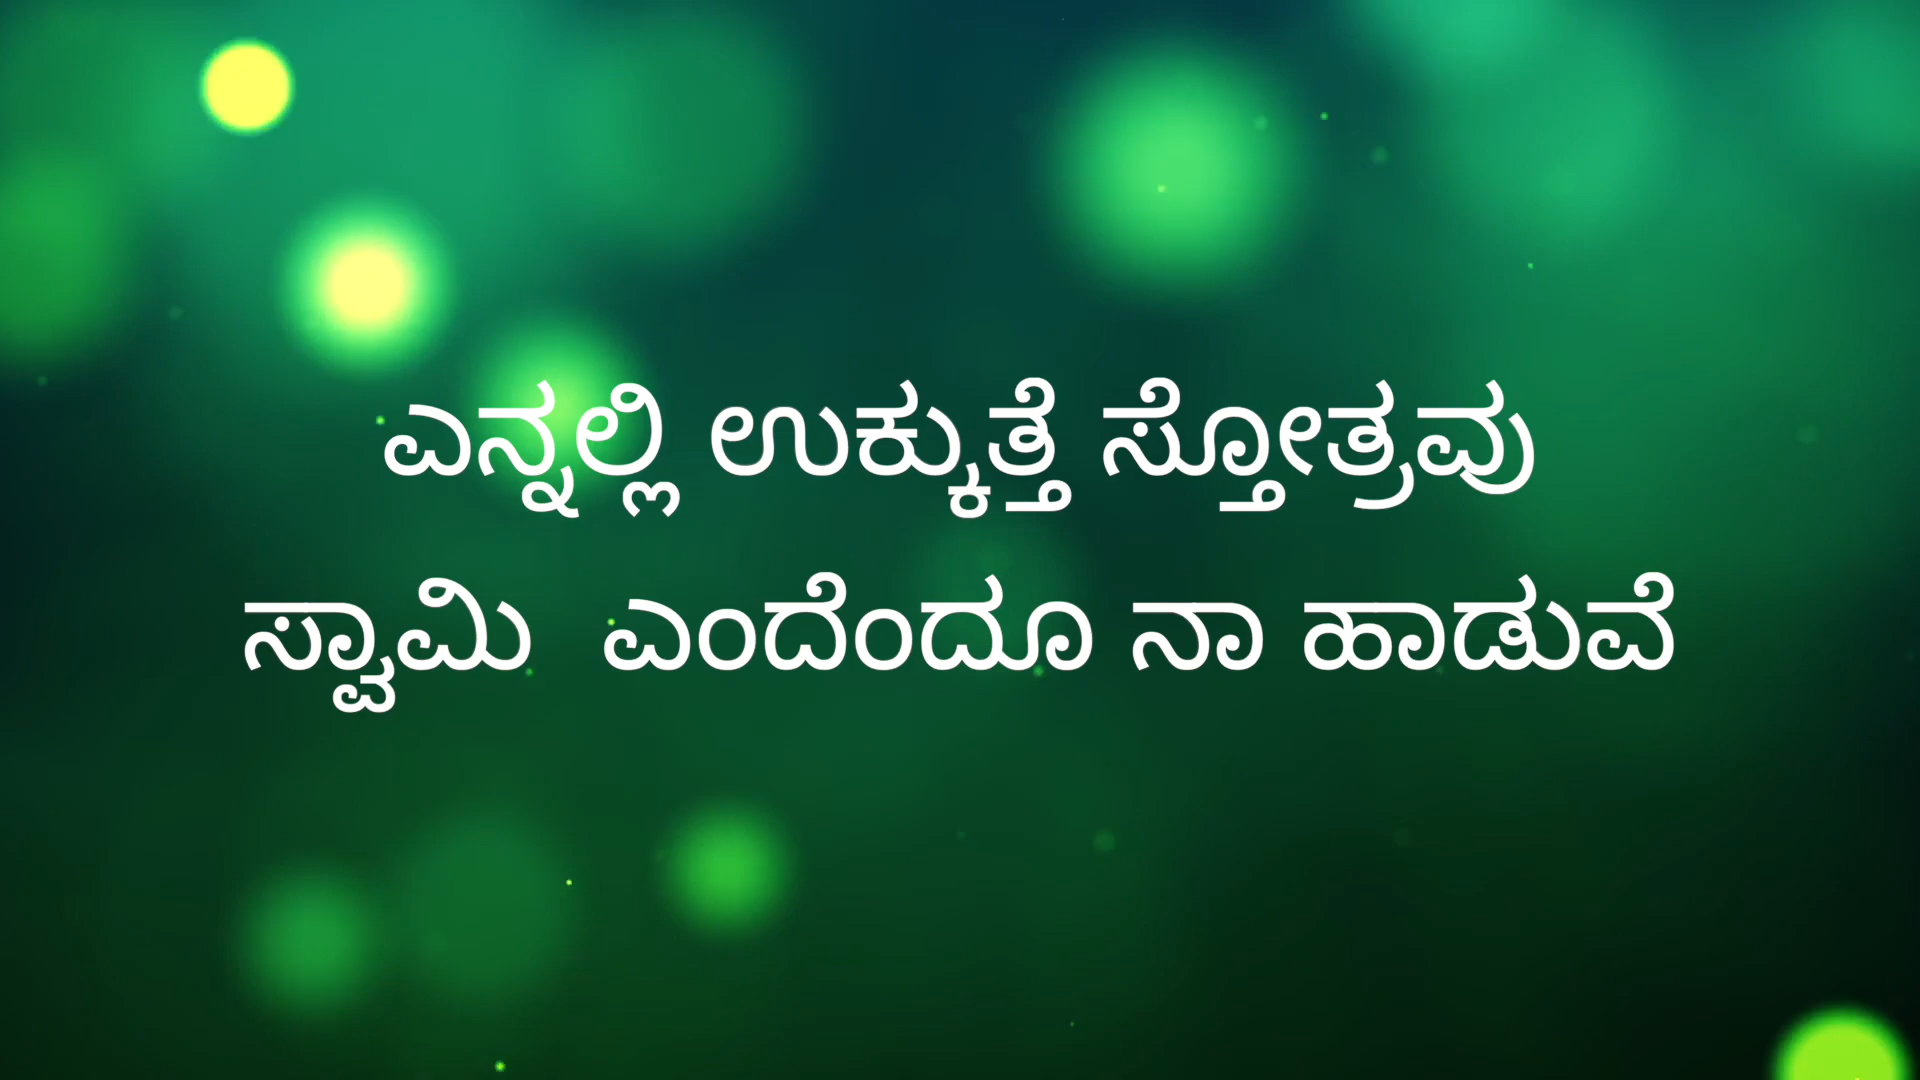 ಎನ್ನಲ್ಲಿ ಉಕ್ಕುತ್ತೆ ಸ್ತೋತ್ರವು
ಸ್ವಾಮಿ ಎಂದೆಂದೂ ನಾ ಹಾಡುವೆ